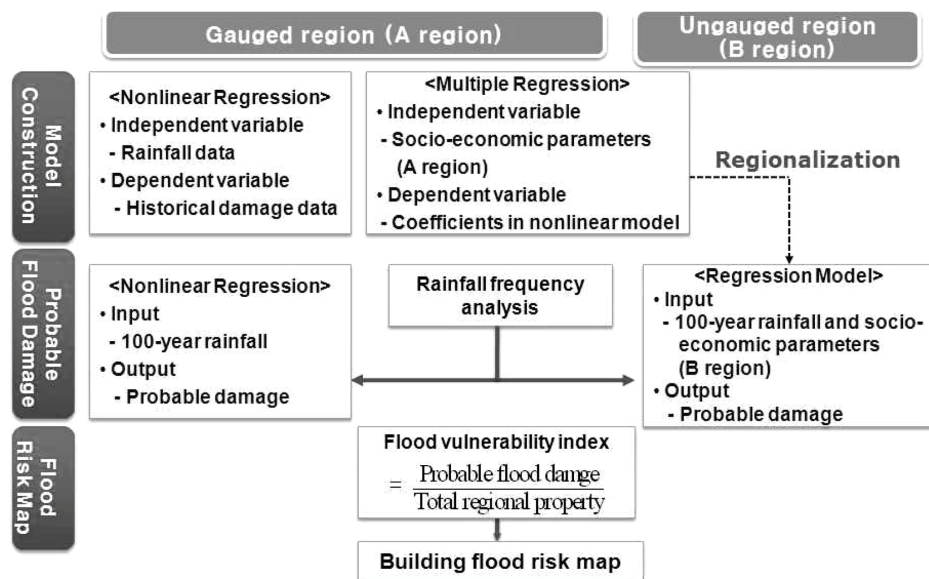 Gauged region (A region)
Ungauged region
(B region)
Model
Construction
<Nonlinear Regression>
• Independent variable
- Rainfall data
• Dependent variable
- Historical damage data
<Multiple Regression>
• Independent variable
- Socio-economic parameters
(A region)
• Dependent variable
- Coefficients in nonlinear model
Regionalization
Probable
Flood Damage
<Nonlinear Regression>
• Input
- 100-year rainfall
• Output
- Probable damage
Rainfall frequency
analysis
<Regression Model>
• Input
- 100-year rainfall and socio-
economic parameters
(B region)
• Output
- Probable damage
Flood
Risk Map
Flood vulnerability index
= Probable flood damge
Total regional property
Building flood risk map